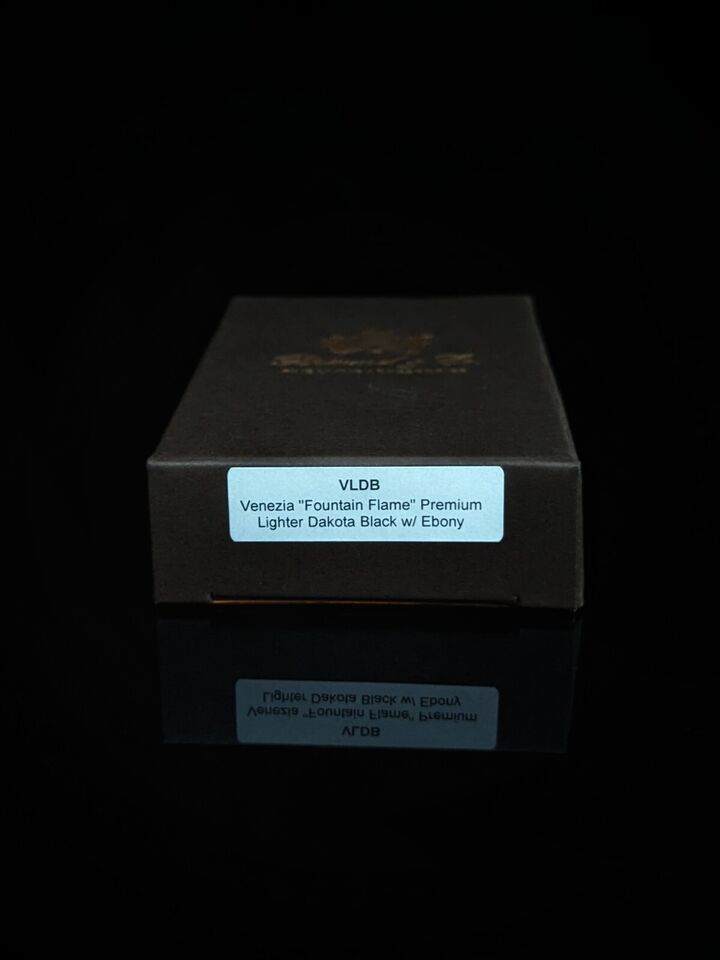 VLDB
Venezia "Fountain Flame" Premium
Lighter Dakota Black w/ Ebony